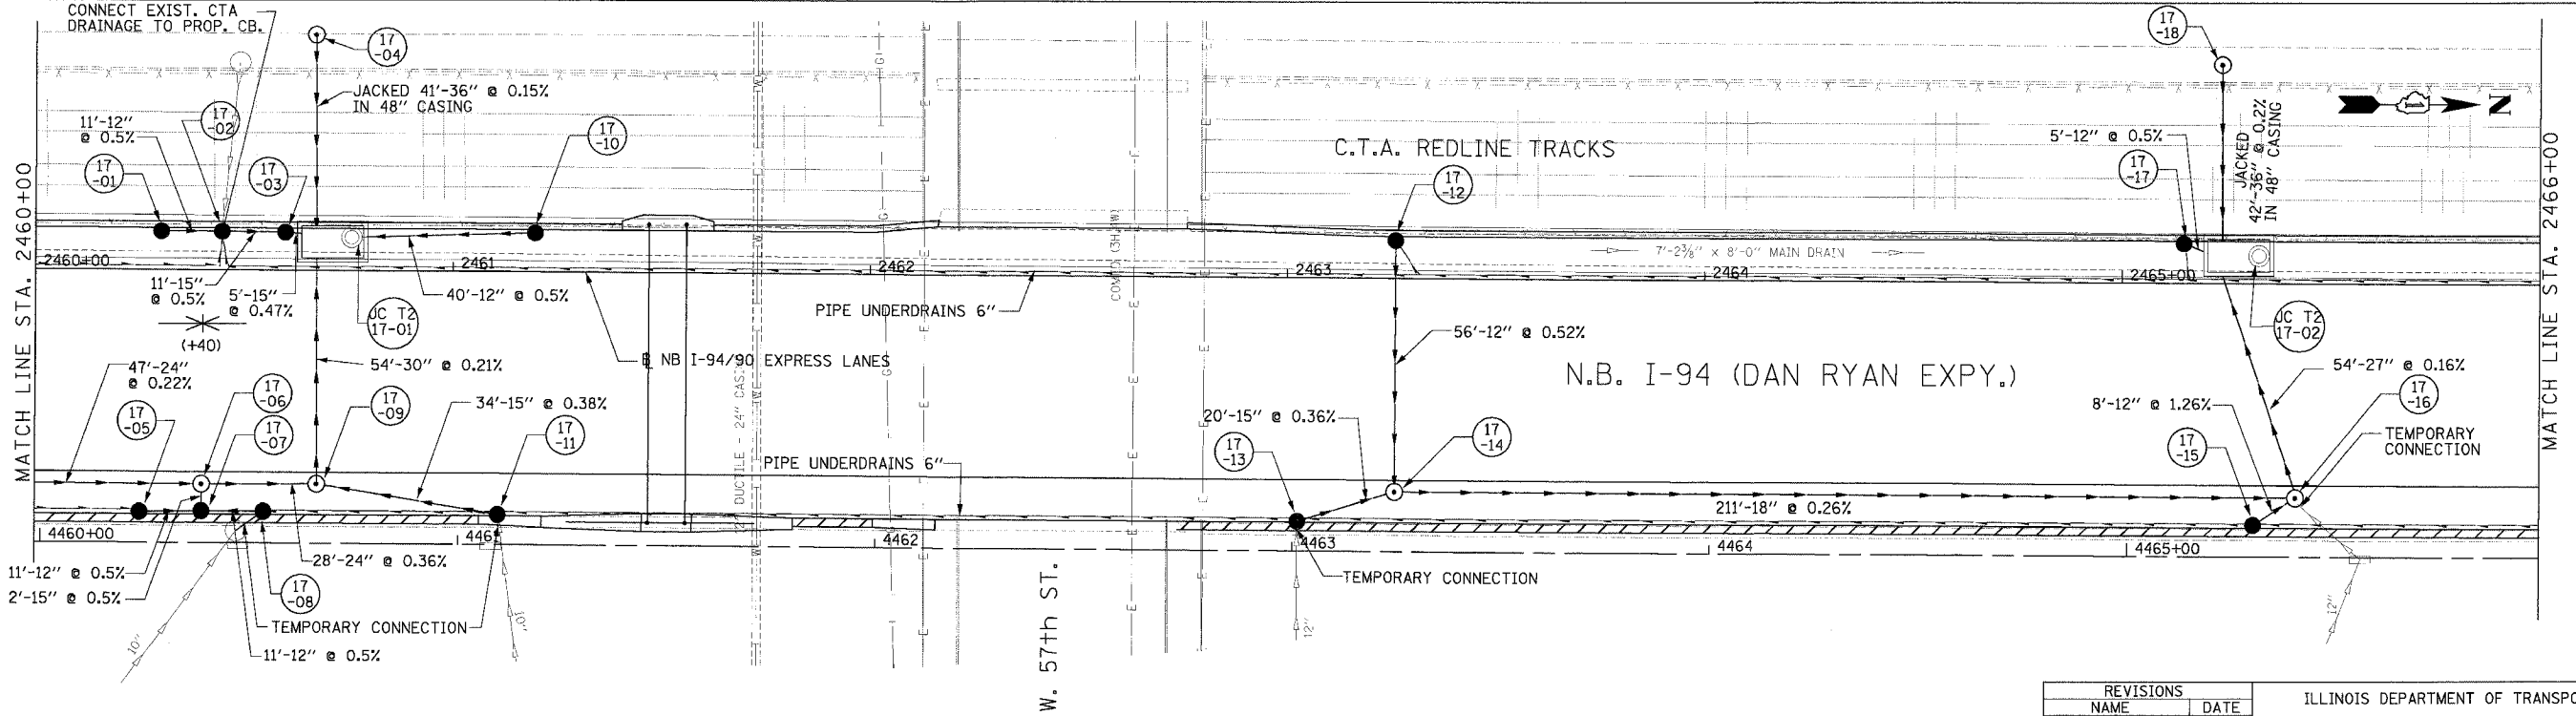 CONNECT EXIST. CTA
DRAINAGE TO PROP. CB.
17
-04
17
-18
JACKED 41'-36" @ 0.15%
IN 48" CASING
11'-12"
@ 0.5%
17
-02
17
-01
17
-03
17
-10
C.T.A. REDLINE TRACKS
17
-12
5'-12" @ 0.5%
17
-17
JACKED
42'-36" @ 0.2%
IN 48" CASING
N
MATCH LINE STA. 2460+00
MATCH LINE STA. 2466+00
2460+00
2461
2462
2463
2464
2465+00
7'-2⅜" x 8'-0" MAIN DRAIN
11'-15"
@ 0.5%
5'-15"
@ 0.47%
40'-12" @ 0.5%
JC T2
17-01
PIPE UNDERDRAINS 6"
JC T2
17-02
(+40)
47'-24"
@ 0.22%
54'-30" @ 0.21%
NB I-94/90 EXPRESS LANES
56'-12" @ 0.52%
N.B. I-94 (DAN RYAN EXPY.)
54'-27" @ 0.16%
17
-05
17
-06
17
-07
17
-09
34'-15" @ 0.38%
17
-11
20'-15" @ 0.36%
17
-13
17
-14
8'-12" @ 1.26%
17
-15
17
-16
TEMPORARY
CONNECTION
PIPE UNDERDRAINS 6"
211'-18" @ 0.26%
4460+00
4461
4462
4463
4464
4465+00
11'-12" @ 0.5%
2'-15" @ 0.5%
28'-24" @ 0.36%
17
-08
TEMPORARY CONNECTION
11'-12" @ 0.5%
10"
10"
TEMPORARY CONNECTION
12"
12"
W. 57th ST.
REVISIONS
NAME DATE
ILLINOIS DEPARTMENT OF TRANSPO